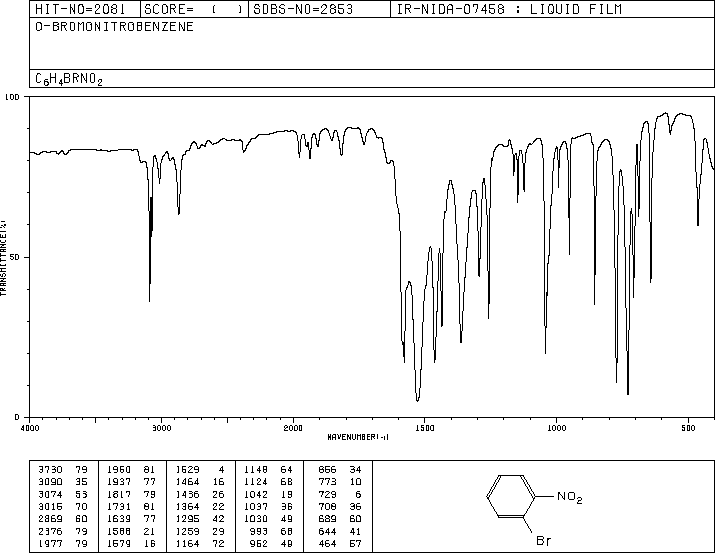 HIT-NO=2081 SCORE= ( ) SDBS-NO=2853 IR-NIDA-07458 : LIQUID FILM
O-BROMONITROBENZENE
C6H4BRNO2
100
50
0
TRANSMITTANCE(%)
4000 3000 2000 1500 1000 500
WAVENUMBER(-1)
3730 79 1960 81 1529 4 1148 64 856 34
3090 35 1937 77 1464 16 1124 68 773 10
3074 53 1817 79 1436 26 1042 19 729 6
3015 70 1731 81 1364 22 1037 36 708 36
2869 60 1639 77 1295 42 1030 49 689 60
2376 79 1588 21 1259 29 993 68 644 41
1977 79 1579 16 1164 72 952 49 464 57
NO2
Br